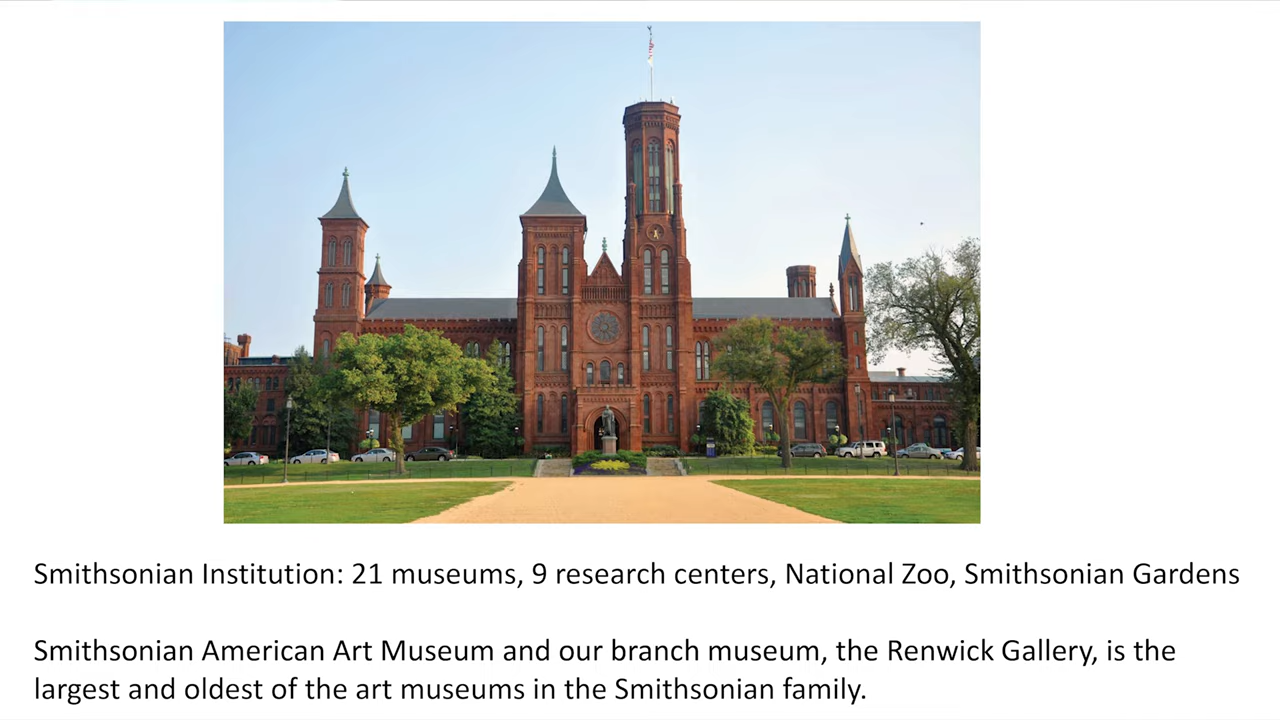 Smithsonian Institution: 21 museums, 9 research centers, National Zoo, Smithsonian Gardens
Smithsonian American Art Museum and our branch museum, the Renwick Gallery, is the
largest and oldest of the art museums in the Smithsonian family.